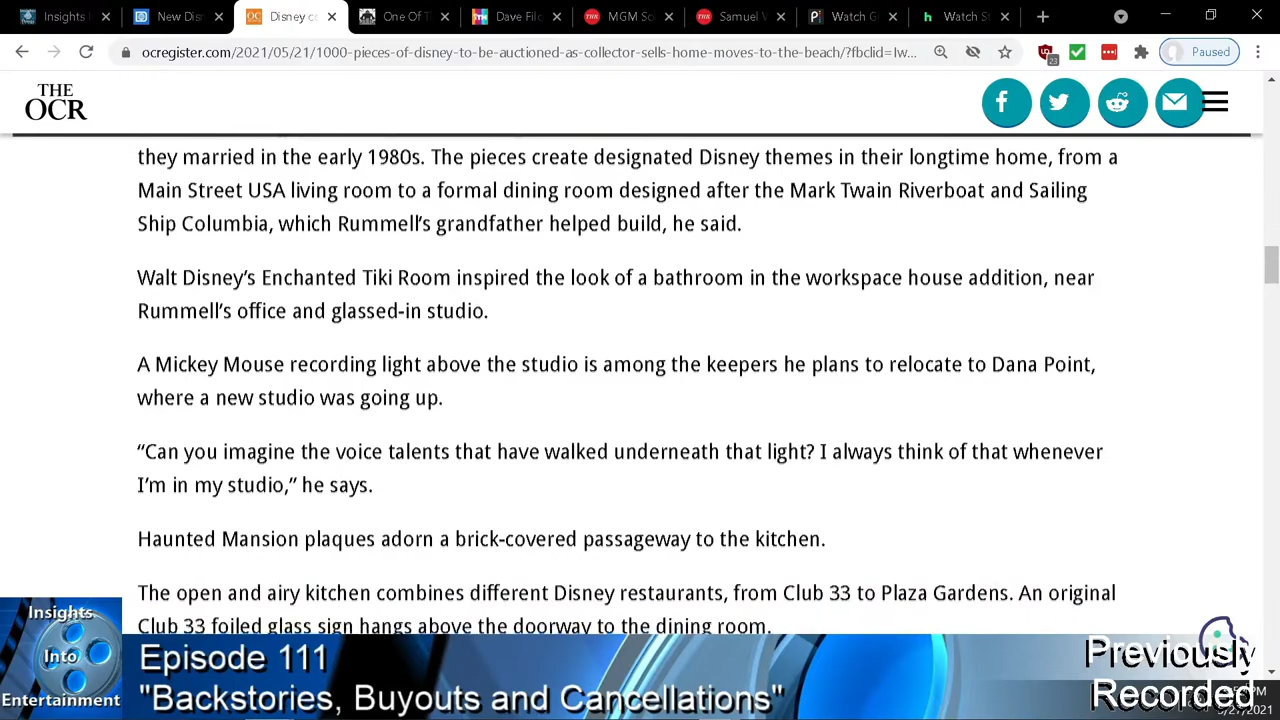 Insights I
New Disn
Disney co
One Of T
Dave Filo
MGM Sc
Samuel W
Watch G
Watch St
ocregister.com/2021/05/21/1000-pieces-of-disney-to-be-auctioned-as-collector-sells-home-moves-to-the-beach/?fbclid=Iw...
23
Paused
THE
OCR
they married in the early 1980s. The pieces create designated Disney themes in their longtime home, from a
Main Street USA living room to a formal dining room designed after the Mark Twain Riverboat and Sailing
Ship Columbia, which Rummell’s grandfather helped build, he said.
Walt Disney’s Enchanted Tiki Room inspired the look of a bathroom in the workspace house addition, near
Rummell’s office and glassed-in studio.
A Mickey Mouse recording light above the studio is among the keepers he plans to relocate to Dana Point,
where a new studio was going up.
“Can you imagine the voice talents that have walked underneath that light? I always think of that whenever
I’m in my studio,” he says.
Haunted Mansion plaques adorn a brick-covered passageway to the kitchen.
The open and airy kitchen combines different Disney restaurants, from Club 33 to Plaza Gardens. An original
Club 33 foiled glass sign hangs above the doorway to the dining room.
Insights
Into
Entertainment
Episode 111
"Backstories, Buyouts and Cancellations"
Previously
Recorded